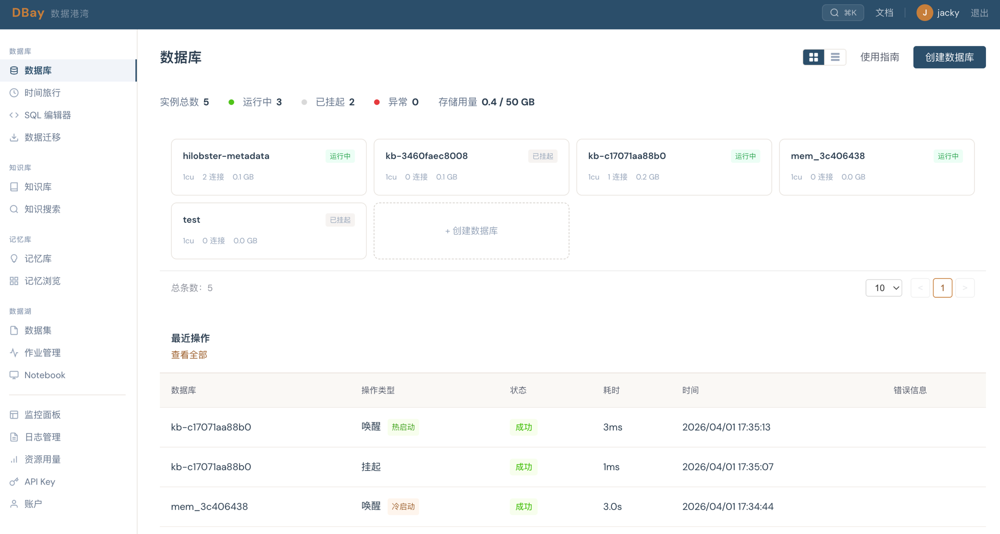 DBay 数据港湾
⌘K 文档 J jacky 退出
数据库
数据库
时间旅行
SQL 编辑器
数据迁移
知识库
知识库
知识搜索
记忆库
记忆库
记忆浏览
数据湖
数据集
作业管理
Notebook
监控面板
日志管理
资源用量
API Key
账户
数据库
使用指南 创建数据库
实例总数 5 运行中 3 已挂起 2 异常 0 存储用量 0.4 / 50 GB
hilobster-metadata 运行中
1cu 2 连接 0.1 GB
kb-3460faec8008 已挂起
1cu 0 连接 0.1 GB
kb-c17071aa88b0 运行中
1cu 1 连接 0.2 GB
mem_3c406438 运行中
1cu 0 连接 0.0 GB
test 已挂起
1cu 0 连接 0.0 GB
+ 创建数据库
总条数：5
10 < 1 >
最近操作
查看全部
数据库 操作类型 状态 耗时 时间 错误信息
kb-c17071aa88b0 唤醒 热启动 成功 3ms 2026/04/01 17:35:13
kb-c17071aa88b0 挂起 成功 1ms 2026/04/01 17:35:07
mem_3c406438 唤醒 冷启动 成功 3.0s 2026/04/01 17:34:44